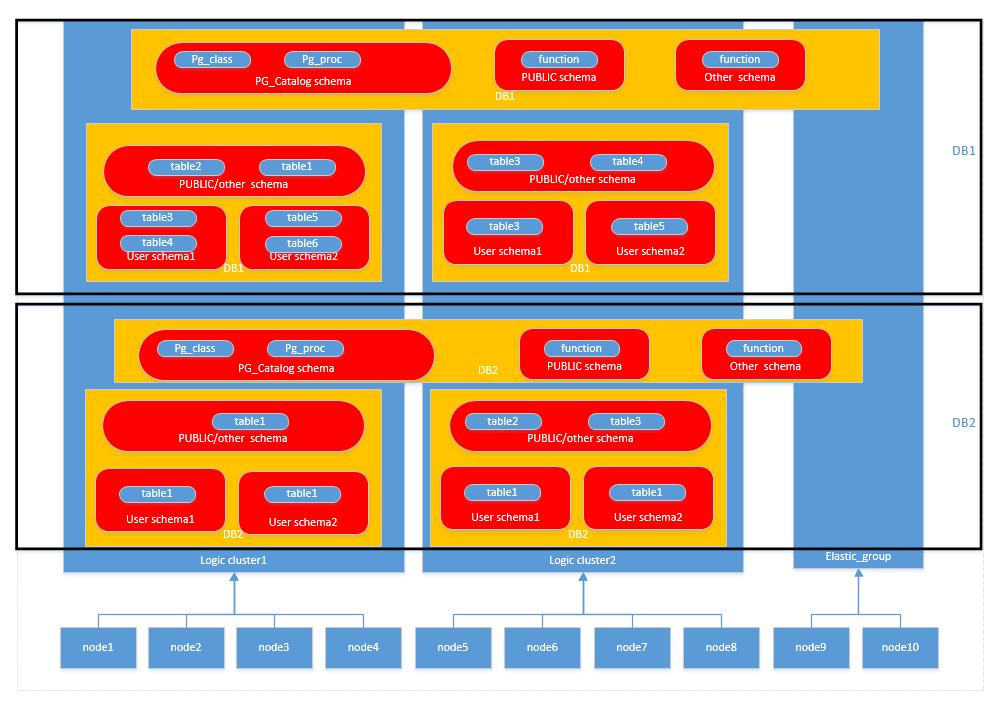 Pg_class
Pg_proc
PG_Catalog schema
function
PUBLIC schema
function
Other schema
DB1
DB1
table2
table1
PUBLIC/other schema
table3
table4
User schema1
table5
table6
User schema2
DB1
table3
table4
PUBLIC/other schema
table3
User schema1
table5
User schema2
DB1
Pg_class
Pg_proc
PG_Catalog schema
DB2
function
PUBLIC schema
function
Other schema
DB2
table1
PUBLIC/other schema
table1
User schema1
table1
User schema2
DB2
table2
table3
PUBLIC/other schema
table1
User schema1
table1
User schema2
DB2
Logic cluster1
Logic cluster2
Elastic_group
node1
node2
node3
node4
node5
node6
node7
node8
node9
node10